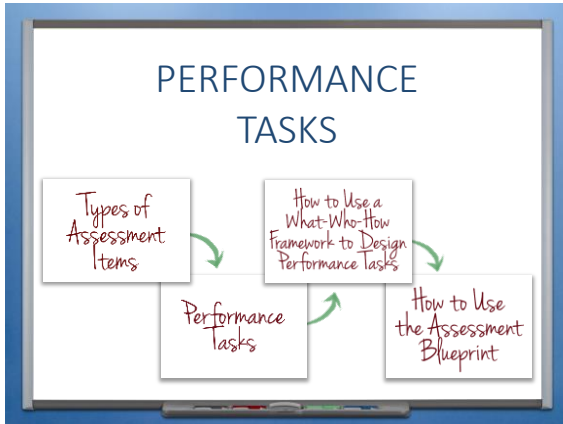 PERFORMANCE
TASKS
Types of
Assessment
Items
Performance
Tasks
How to Use a
What-Who-How
Framework to Design
Performance Tasks
How to Use
the Assessment
Blueprint